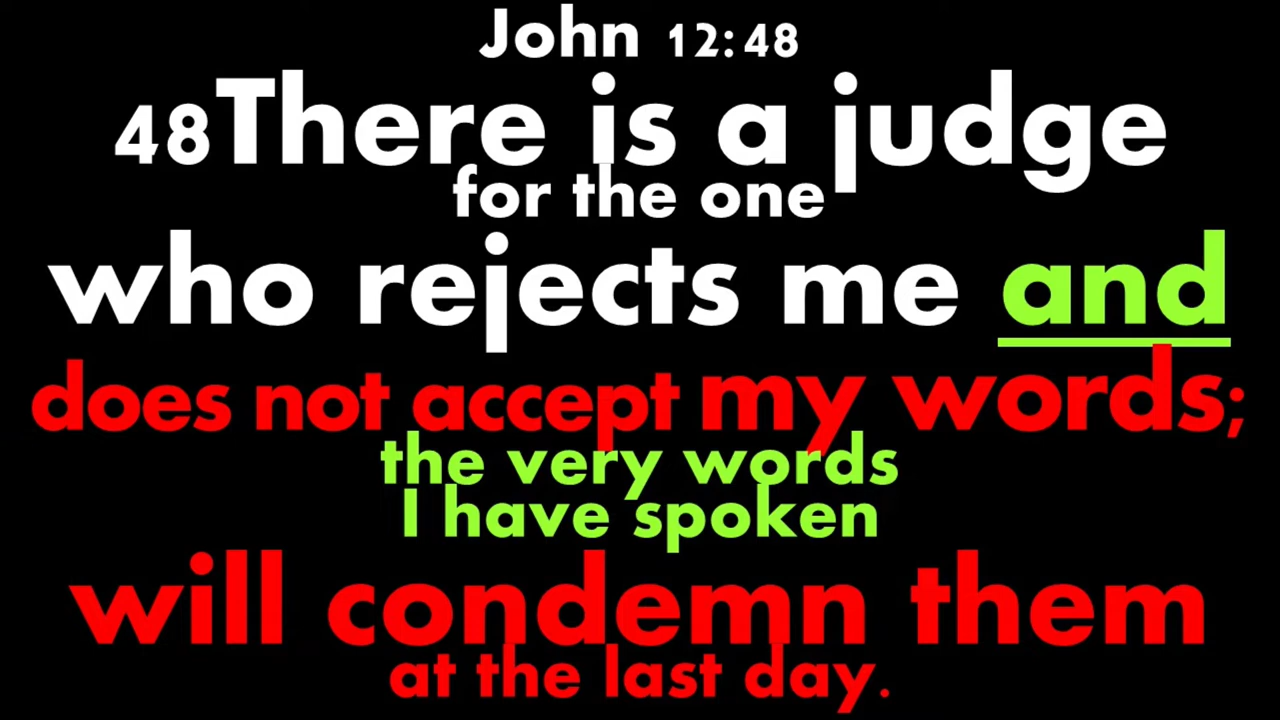 John 12:48
48There is a judge
for the one
who rejects me and
does not accept my words;
the very words
I have spoken
will condemn them
at the last day.